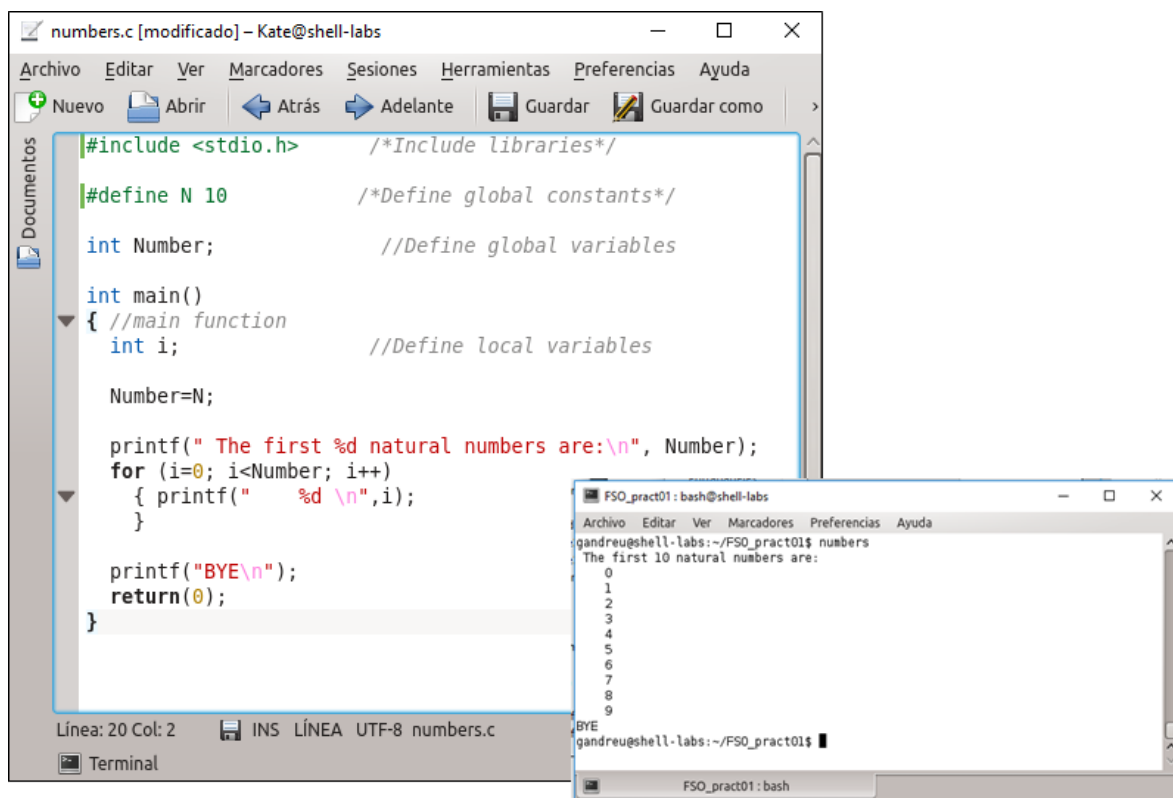 numbers.c [modificado] – Kate@shell-labs
Archivo Editar Ver Marcadores Sesiones Herramientas Preferencias Ayuda
Nuevo Abrir Atrás Adelante Guardar Guardar como
Documentos
#include <stdio.h> /*Include libraries*/
#define N 10 /*Define global constants*/
int Number; //Define global variables
int main()
{ //main function
int i; //Define local variables
Number=N;
printf(" The first %d natural numbers are:\n", Number);
for (i=0; i<Number; i++)
{ printf("    %d \n",i);
}
printf("BYE\n");
return(0);
}
Línea: 20 Col: 2 INS LÍNEA UTF-8 numbers.c
Terminal
FSO_pract01 : bash@shell-labs
Archivo Editar Ver Marcadores Preferencias Ayuda
gandreu@shell-labs:~/FSO_pract01$ numbers
The first 10 natural numbers are:
0
1
2
3
4
5
6
7
8
9
BYE
gandreu@shell-labs:~/FSO_pract01$
FSO_pract01 : bash